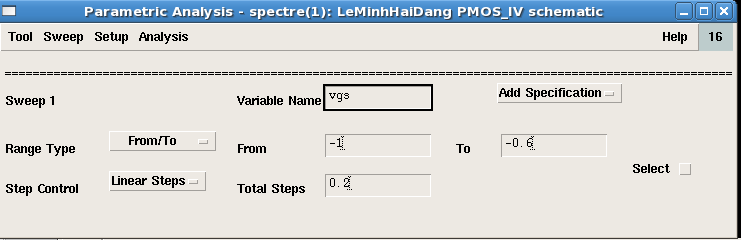 Parametric Analysis - spectre(1): LeMinhHaiDang PMOS_IV schematic
Tool Sweep Setup Analysis Help 16
Sweep 1 Variable Name vgs Add Specification
Range Type From/To From -1 To -0.6
Select
Step Control Linear Steps Total Steps 0.2